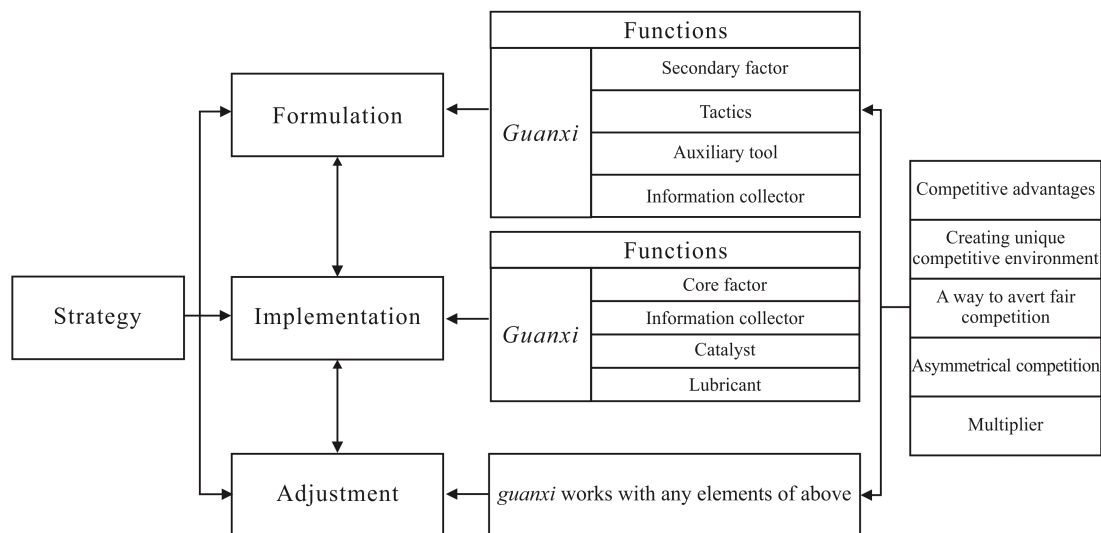 Strategy
Formulation
Implementation
Adjustment
Functions
Guanxi
Secondary factor
Tactics
Auxiliary tool
Information collector
Functions
Guanxi
Core factor
Information collector
Catalyst
Lubricant
guanxi works with any elements of above
Competitive advantages
Creating unique
competitive environment
A way to avert fair
competition
Asymmetrical competition
Multiplier